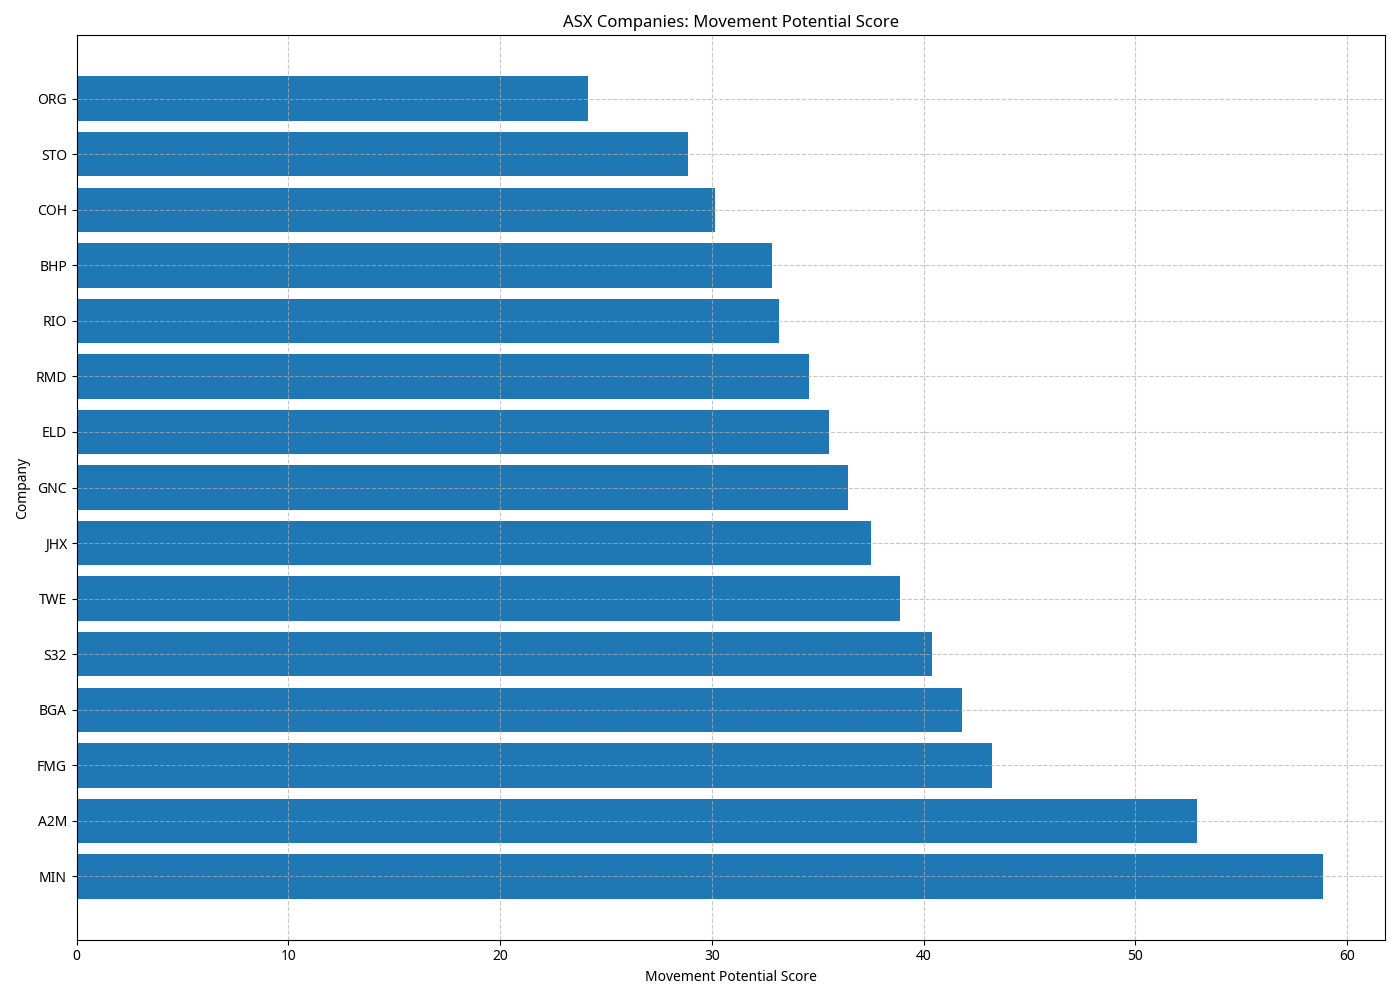 ASX Companies: Movement Potential Score
Company
ORG
STO
COH
BHP
RIO
RMD
ELD
GNC
JHX
TWE
S32
BGA
FMG
A2M
MIN
0 10 20 30 40 50 60
Movement Potential Score